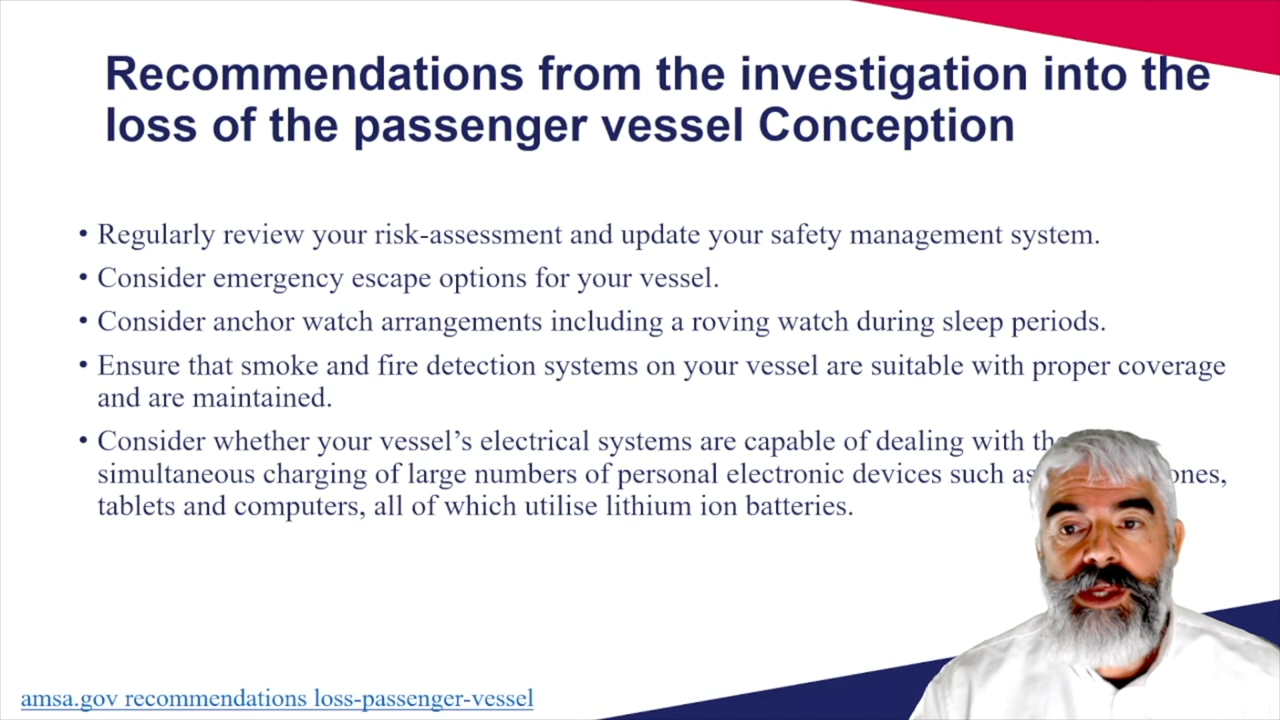 Recommendations from the investigation into the
loss of the passenger vessel Conception
• Regularly review your risk-assessment and update your safety management system.
• Consider emergency escape options for your vessel.
• Consider anchor watch arrangements including a roving watch during sleep periods.
• Ensure that smoke and fire detection systems on your vessel are suitable with proper coverage
and are maintained.
• Consider whether your vessel’s electrical systems are capable of dealing with
simultaneous charging of large numbers of personal electronic devices such as
tablets and computers, all of which utilise lithium ion batteries.
amsa.gov recommendations loss-passenger-vessel